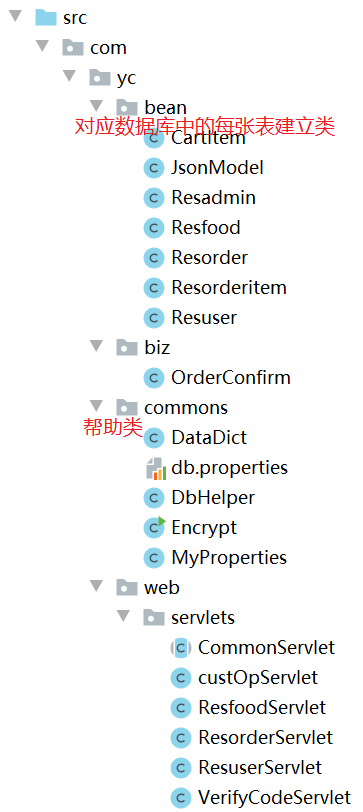 src
com
yc
bean
对应数据库中的每张表建立类
CartItem
JsonModel
Resadmin
Resfood
Resorder
Resorderitem
Resuser
biz
OrderConfirm
commons
帮助类
DataDict
db.properties
DbHelper
Encrypt
MyProperties
web
servlets
CommonServlet
custOpServlet
ResfoodServlet
ResorderServlet
ResuserServlet
VerifyCodeServlet